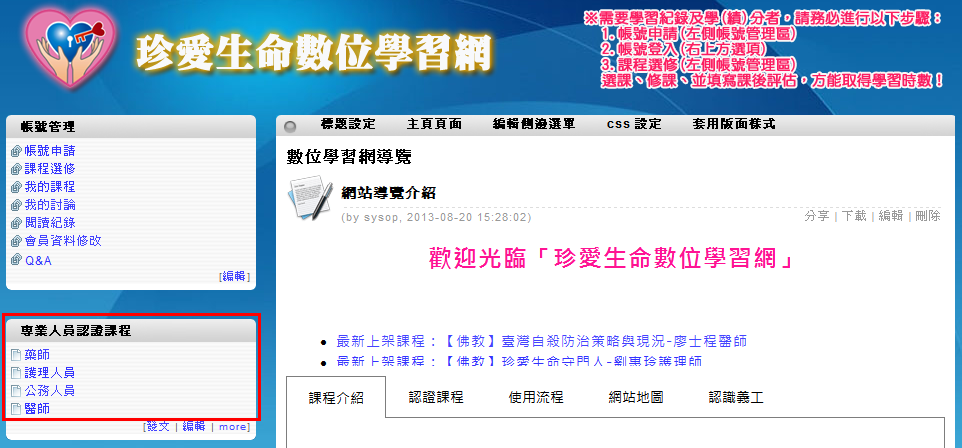 珍愛生命數位學習網
※需要學習紀錄及學(績)分者，請務必進行以下步驟：
1.帳號申請(左側帳號管理區)
2.帳號登入(右上方選項)
3.課程選修(左側帳號管理區)
選課、修課、並填寫課後評估，方能取得學習時數！
帳號管理
帳號申請
課程選修
我的課程
我的討論
閱讀紀錄
會員資料修改
Q&A
[編輯]
專業人員認證課程
藥師
護理人員
公務人員
醫師
[發文 | 編輯 | more]
標題設定 主頁頁面 編輯側邊選單 CSS 設定 套用版面樣式
數位學習網導覽
網站導覽介紹
(by sysop, 2013-08-20 15:28:02)
分享 | 下載 | 編輯 | 刪除
歡迎光臨「珍愛生命數位學習網」
最新上架課程：【佛教】臺灣自殺防治策略與現況-廖士程醫師
最新上架課程：【佛教】珍愛生命守門人-劉惠玲護理師
課程介紹 認證課程 使用流程 網站地圖 認識義工